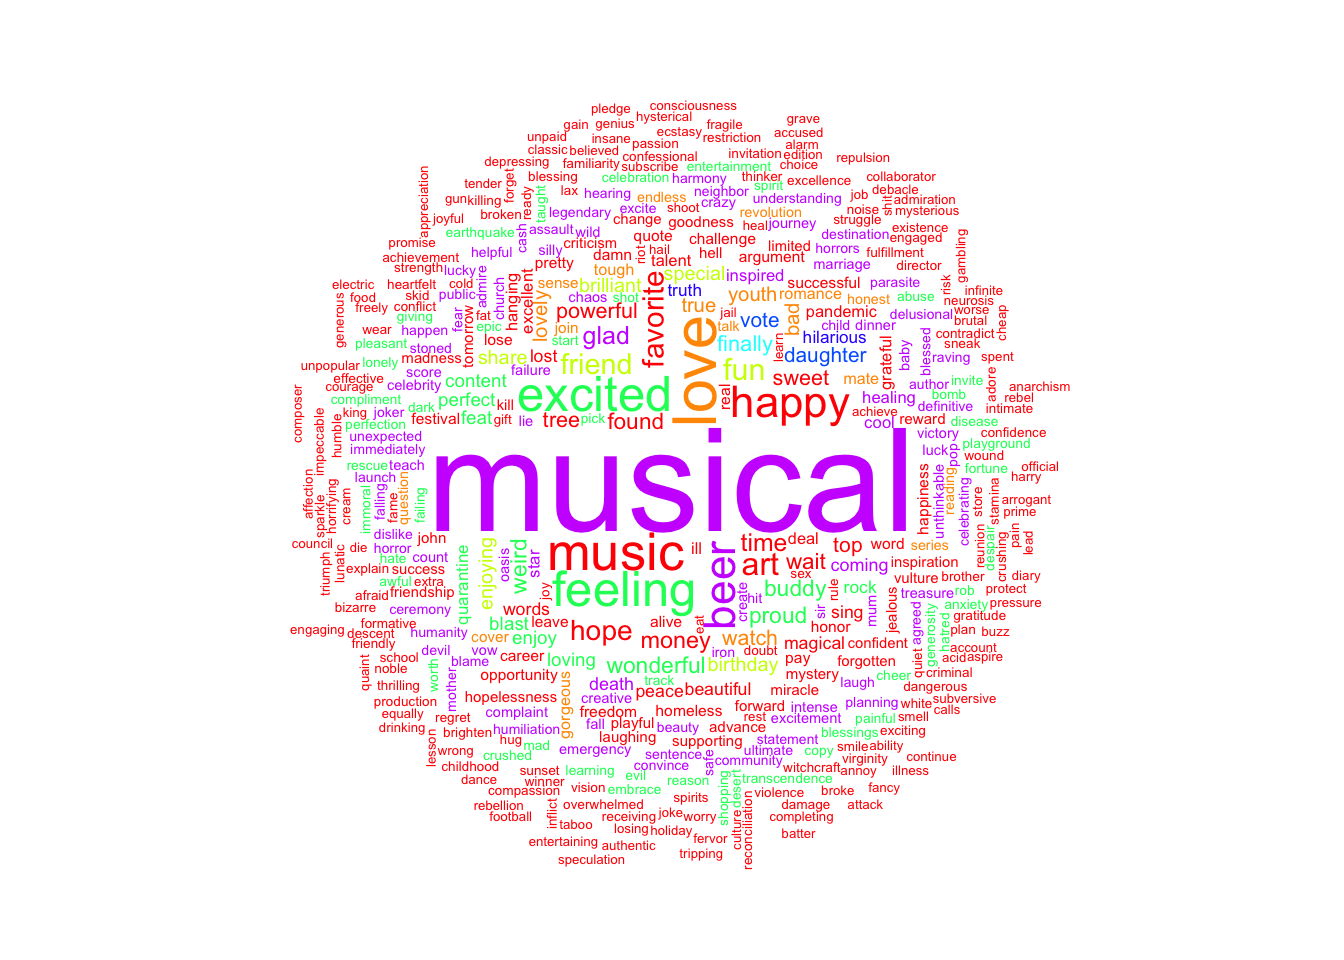 pledge consciousness
hysterical grave
gain genius fragile
unpaid insane ecstasy restriction accused
classic believed passion alarm
depressing familiarity confessional invitation edition repulsion
subscribe entertainment choice
tender blessing celebration harmony thinker excellence collaborator
forget lax hearing neighbor spirit understanding job debacle
gun killing ready taught endless crazy admiration
appreciation joyful broken legendary excite shoot revolution noise shit mysterious
earthquake cash assault wild change goodness heal journey struggle existence
promise helpful silly criticism quote challenge destination engaged
achievement damn riot hail hell limited horrors fulfillment gambling
strength lucky admire church pretty talent argument marriage director
electric heartfelt cold hanging excellent sense tough brilliant favorite special inspired successful parasite risk infinite
food skid public lovely chaos shot truth youth romance honest abuse neurosis
generous freely conflict fear fat epic join powerful true jail bad pandemic delusional worse cheap
giving start love talk vote child dinner contradict brutal
wear happen tomorrow lose glad finally learn hilarious grateful baby blessed sneak
pleasant stoned share lost friend fun daughter raving spent
unpopular lonely madness failure
effective score content excited real sweet mate author invite adore anarchism
courage celebrity perfect kill happy healing definitive bomb rebel
composer compliment dark gift pick achieve disease intimate
king joker festival feat lie tree found cool reward confidence
impeccable humble perfection unexpected victory pop playground
immediately musical luck wound official
rescue teach happiness unthinkable reading fortune harry
affection sparkle horrifying cream launch celebrating store stamina arrogant
immoral falling fame question failing prime
dislike john music ill beer time deal top word series reunion despair crushing pain lead
council die horror weird star art wait inspiration
triumph lunatic hate count enjoying oasis coming brother diary
explain success quarantine feeling sex vulture treasure rob protect
awful extra joy create hit buddy rock anxiety pressure
afraid friendship words sir rule mum jealous gratitude
bizarre ceremony blast leave alive eat proud sing agreed generosity hatred plan buzz
engaging formative humanity cover enjoy hope money watch honor confident quiet account
descent devil vow iron doubt magical acid aspire
friendly school blame career loving wonderful birthday pay forgotten criminal
quaint noble worth mother opportunity track mystery laugh cheer dangerous
thrilling hopelessness death peace beautiful miracle subversive
production gorgeous creative forward intense planning white calls
equally regret complaint freedom homeless rest excitement painful smell
drinking brighten humiliation fall playful beauty advance blessings exciting
lesson hug mad laughing supporting statement
wrong crushed emergency sentence safe ultimate copy smile ability
childhood convince community virginity continue
dance sunset learning evil reason witchcraft annoy illness
winner vision embrace shopping desert transcendence
compassion spirits violence broke fancy
rebellion inflict overwhelmed joke worry damage attack
football taboo receiving culture completing
losing holiday fervor reconciliation batter
entertaining authentic
speculation tripping